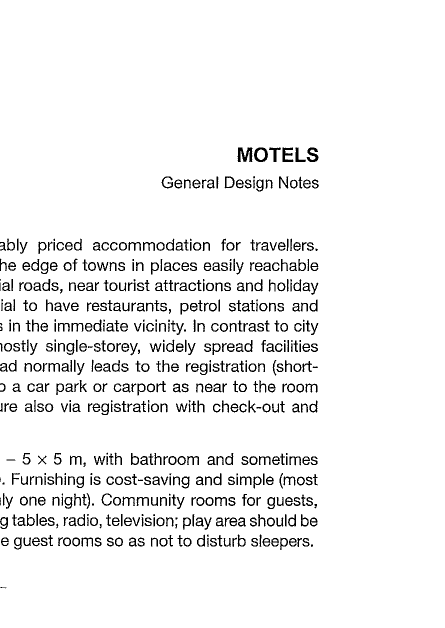 MOTELS
General Design Notes
ably priced accommodation for travellers.
he edge of towns in places easily reachable
ial roads, near tourist attractions and holiday
ial to have restaurants, petrol stations and
s in the immediate vicinity. In contrast to city
nostly single-storey, widely spread facilities
ad normally leads to the registration (short-
o a car park or carport as near to the room
ure also via registration with check-out and
– 5 × 5 m, with bathroom and sometimes
. Furnishing is cost-saving and simple (most
nly one night). Community rooms for guests,
g tables, radio, television; play area should be
e guest rooms so as not to disturb sleepers.